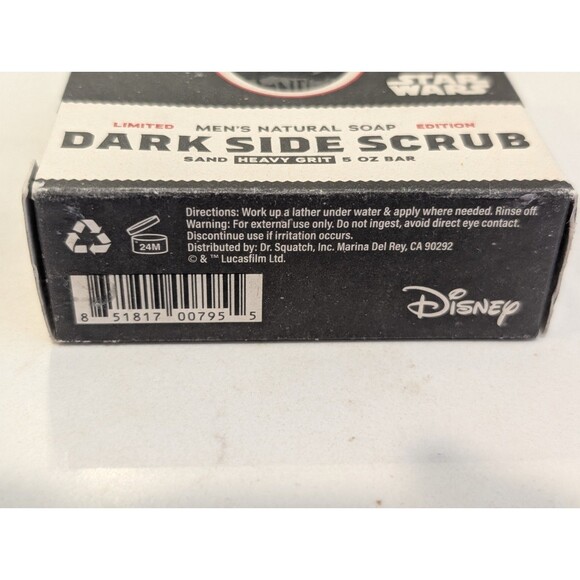 STAR WARS
LIMITED MEN'S NATURAL SOAP EDITION
DARK SIDE SCRUB
SAND HEAVY GRIT 5 OZ BAR
Directions: Work up a lather under water & apply where needed. Rinse off.
Warning: For external use only. Do not ingest, avoid direct eye contact.
Discontinue use if irritation occurs.
Distributed by: Dr. Squatch, Inc. Marina Del Rey, CA 90292
© & ™ Lucasfilm Ltd.
24M
8 51817 00795 5
Disney